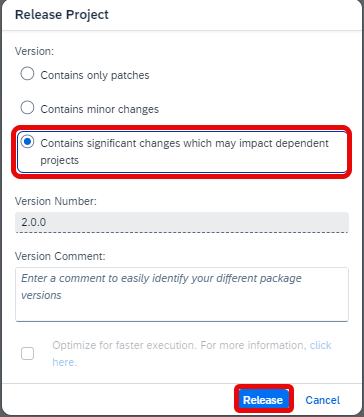 Release Project
Version:
Contains only patches
Contains minor changes
Contains significant changes which may impact dependent
projects
Version Number:
2.0.0
Version Comment:
Enter a comment to easily identify your different package
versions
Optimize for faster execution. For more information, click
here.
Release Cancel